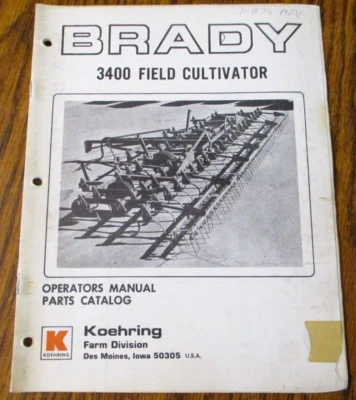 BRADY
3400 FIELD CULTIVATOR
OPERATORS MANUAL
PARTS CATALOG
K
KOEHRING
Koehring
Farm Division
Des Moines, Iowa 50305 U.S.A.